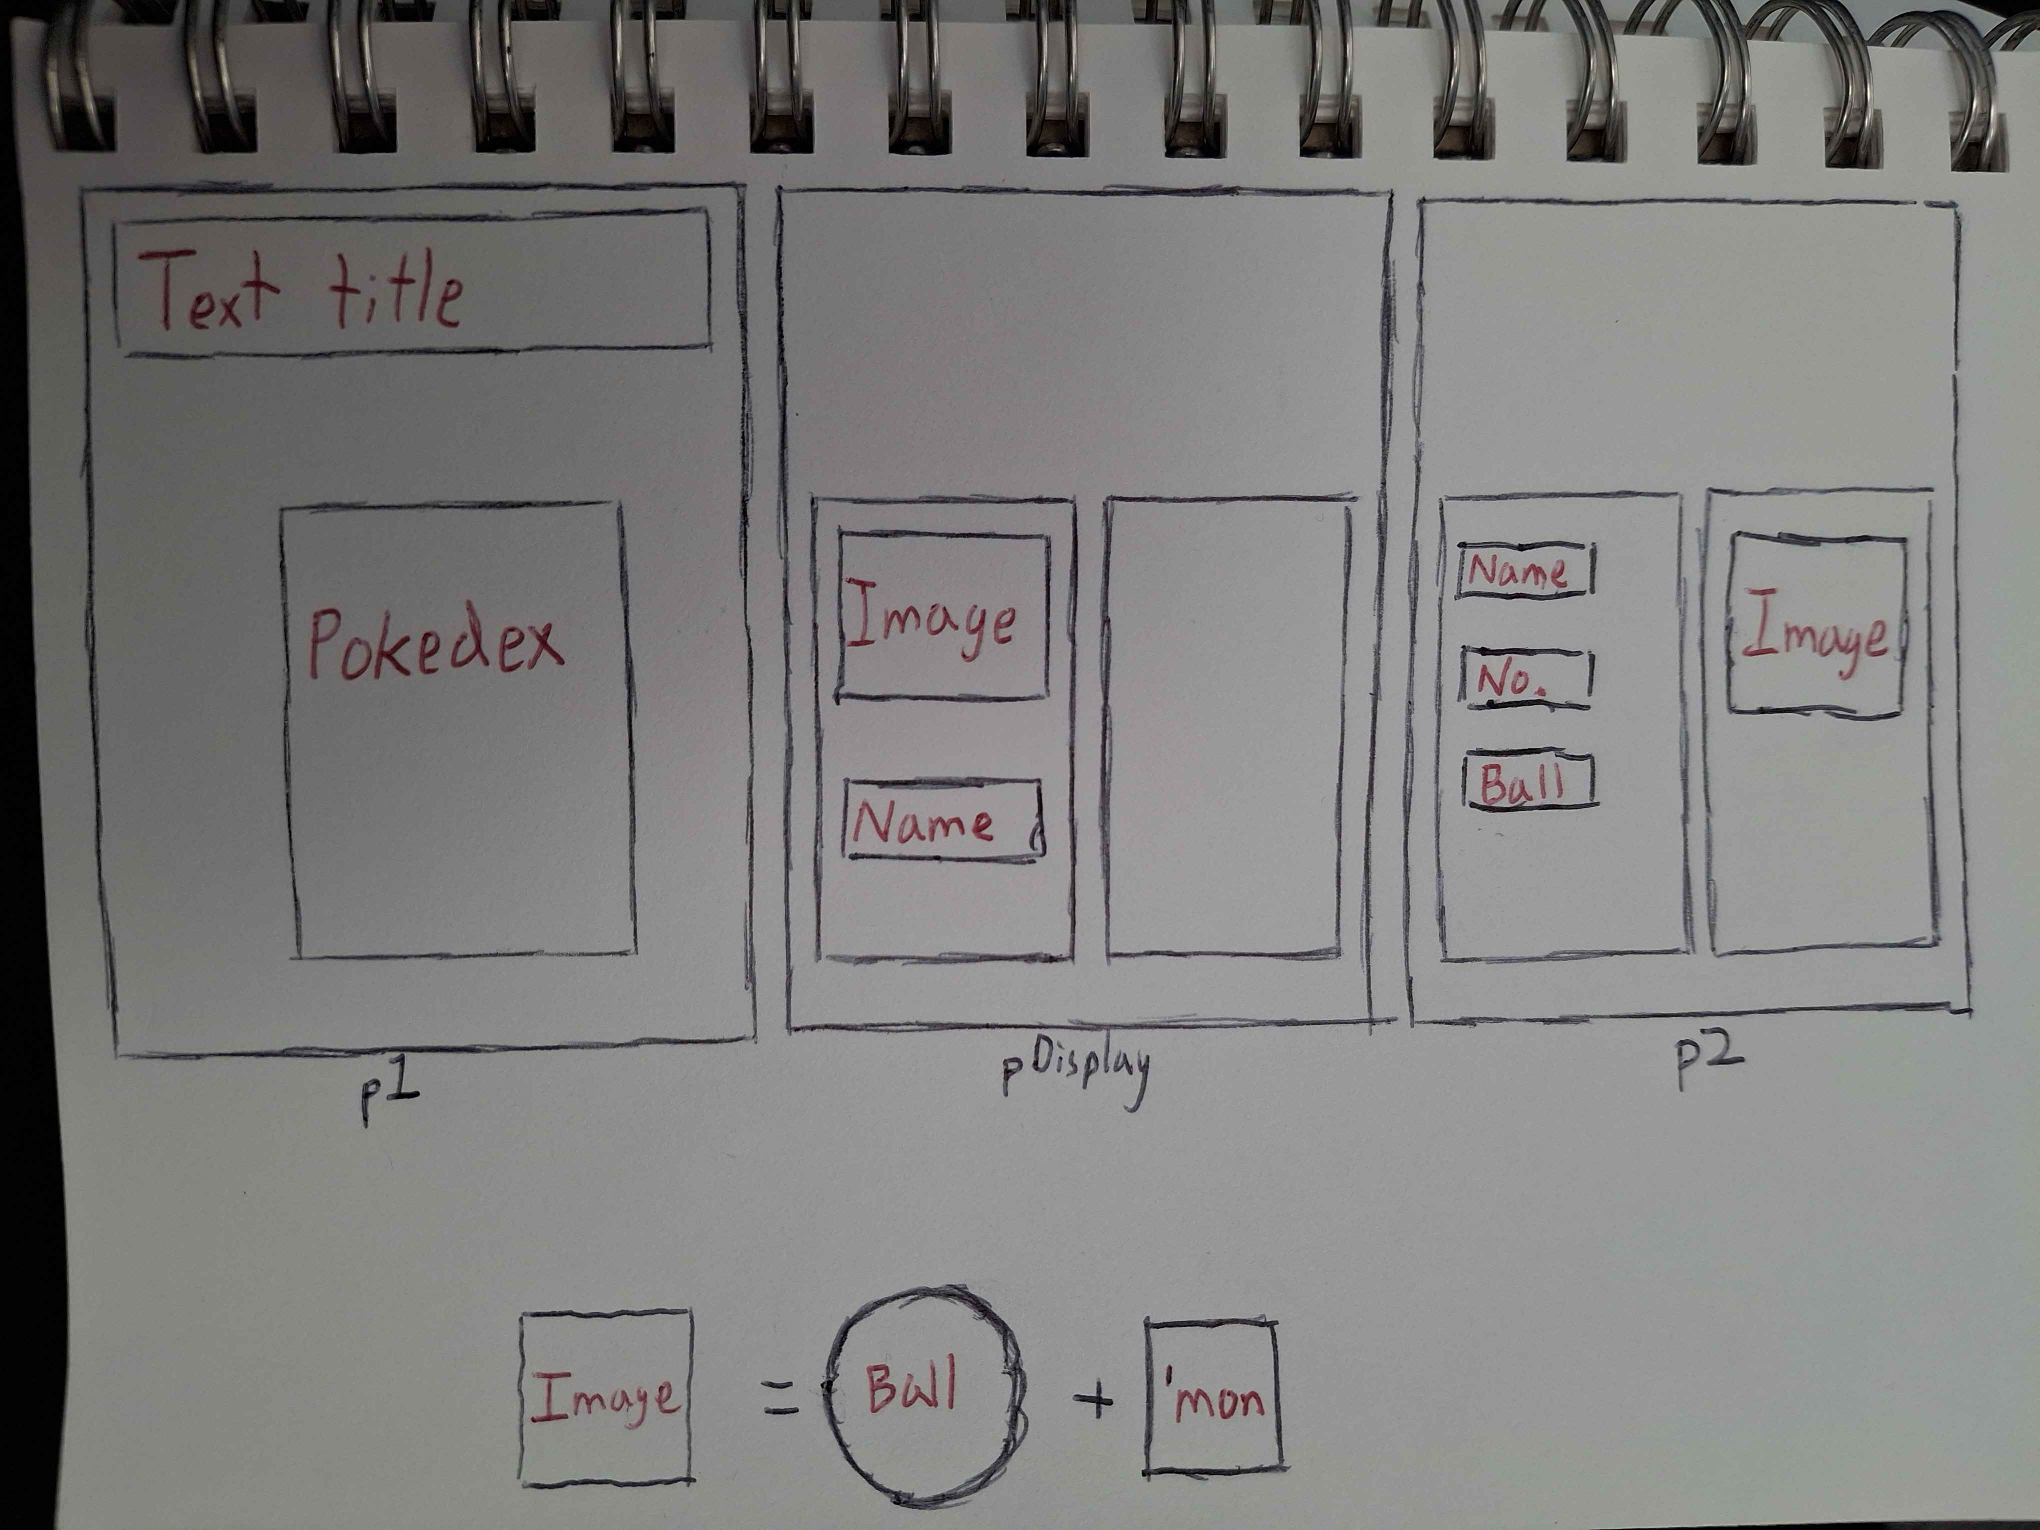 Text title
Pokedex
p1
Image
Name
pDisplay
Name
No.
Ball
Image
p2
Image = Ball + 'mon